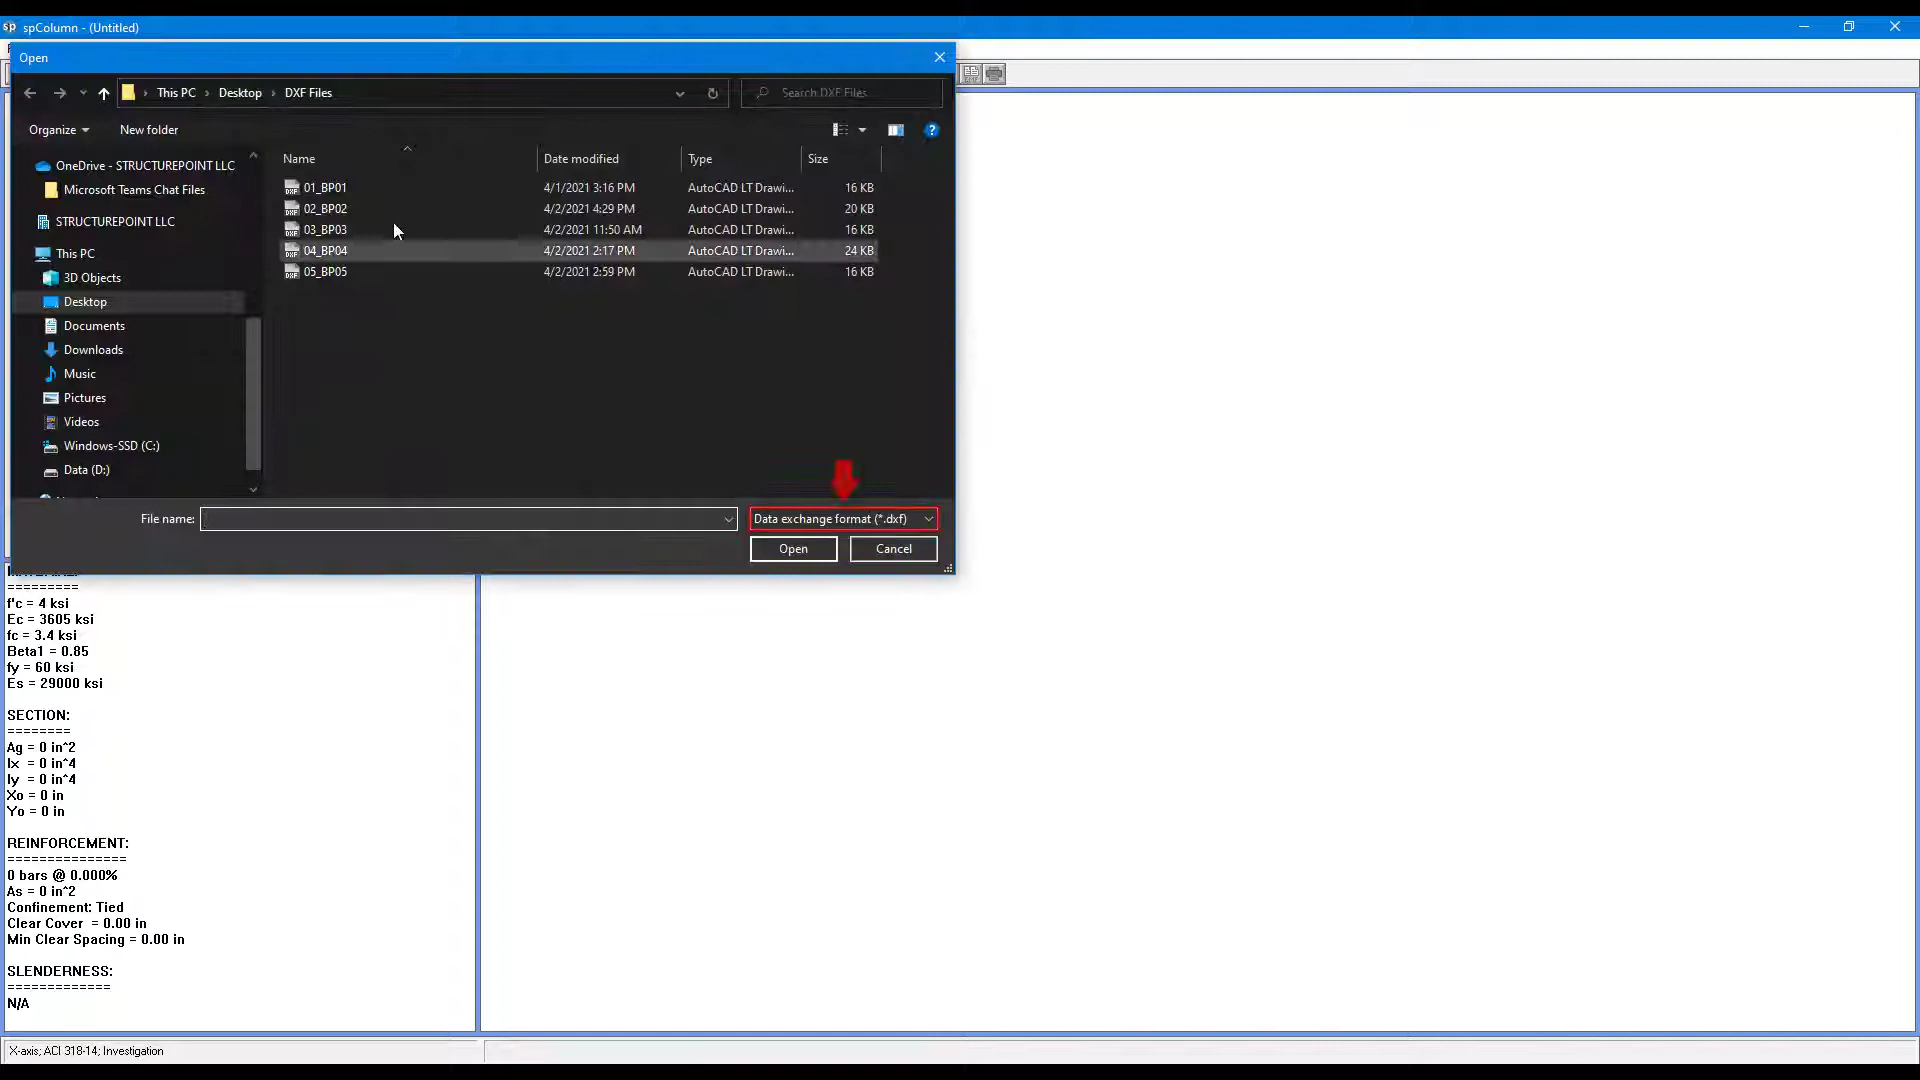 spColumn - (Untitled)
Open
This PC > Desktop > DXF Files
Search DXF Files
Organize
New folder
Name
Date modified
Type
Size
OneDrive - STRUCTUREPOINT LLC
Microsoft Teams Chat Files
STRUCTUREPOINT LLC
This PC
3D Objects
Desktop
Documents
Downloads
Music
Pictures
Videos
Windows-SSD (C:)
Data (D:)
01_BP01 4/1/2021 3:16 PM AutoCAD LT Drawi... 16 KB
02_BP02 4/2/2021 4:29 PM AutoCAD LT Drawi... 20 KB
03_BP03 4/2/2021 11:50 AM AutoCAD LT Drawi... 16 KB
04_BP04 4/2/2021 2:17 PM AutoCAD LT Drawi... 24 KB
05_BP05 4/2/2021 2:59 PM AutoCAD LT Drawi... 16 KB
File name:
Data exchange format (*.dxf)
Open
Cancel
=========
f'c = 4 ksi
Ec = 3605 ksi
fc = 3.4 ksi
Beta1 = 0.85
fy = 60 ksi
Es = 29000 ksi
SECTION:
========
Ag = 0 in^2
Ix = 0 in^4
Iy = 0 in^4
Xo = 0 in
Yo = 0 in
REINFORCEMENT:
===============
0 bars @ 0.000%
As = 0 in^2
Confinement: Tied
Clear Cover = 0.00 in
Min Clear Spacing = 0.00 in
SLENDERNESS:
=============
N/A
X-axis; ACI 318-14; Investigation